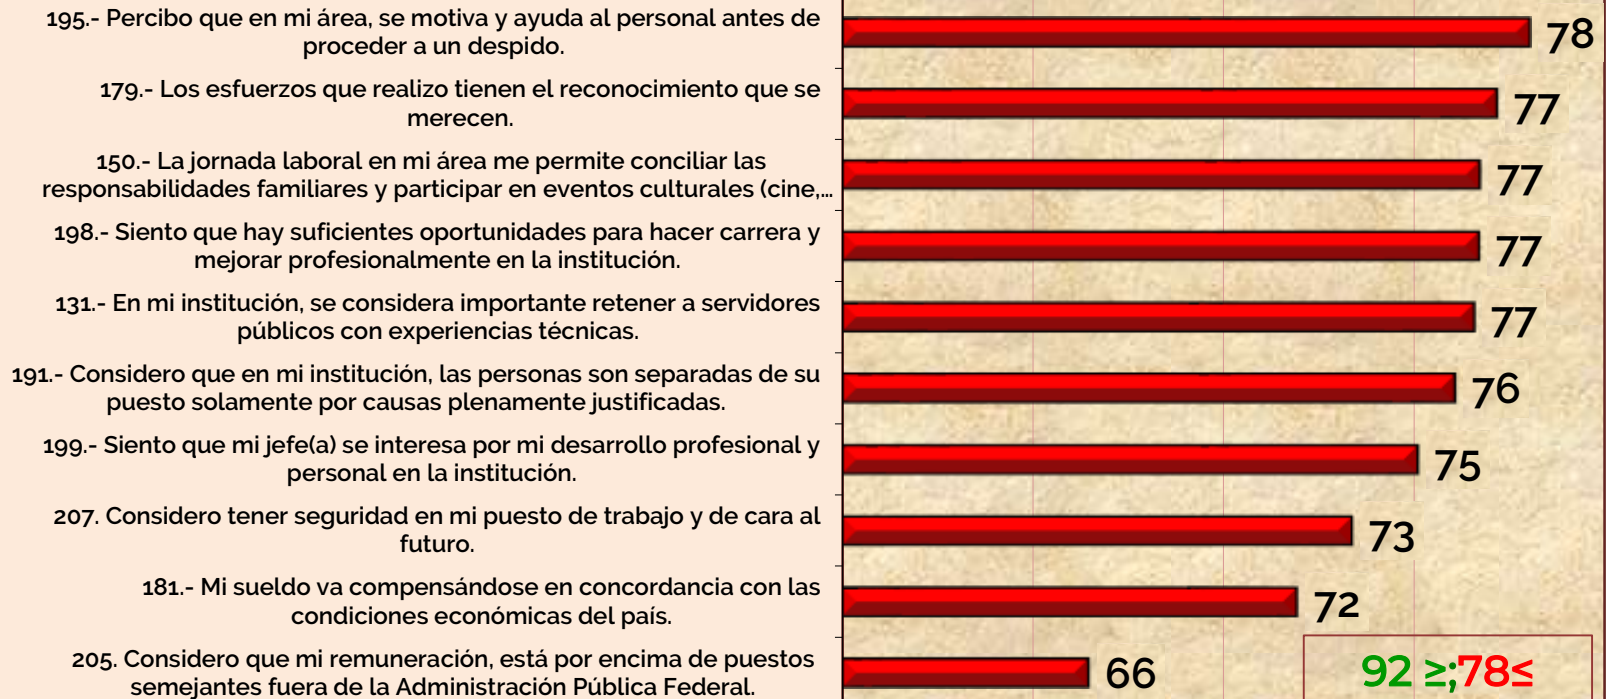 195.- Percibo que en mi área, se motiva y ayuda al personal antes de
proceder a un despido.
78
179.- Los esfuerzos que realizo tienen el reconocimiento que se
merecen.
77
150.- La jornada laboral en mi área me permite conciliar las
responsabilidades familiares y participar en eventos culturales (cine,...
77
198.- Siento que hay suficientes oportunidades para hacer carrera y
mejorar profesionalmente en la institución.
77
131.- En mi institución, se considera importante retener a servidores
públicos con experiencias técnicas.
77
191.- Considero que en mi institución, las personas son separadas de su
puesto solamente por causas plenamente justificadas.
76
199.- Siento que mi jefe(a) se interesa por mi desarrollo profesional y
personal en la institución.
75
207. Considero tener seguridad en mi puesto de trabajo y de cara al
futuro.
73
181.- Mi sueldo va compensándose en concordancia con las
condiciones económicas del país.
72
205. Considero que mi remuneración, está por encima de puestos
semejantes fuera de la Administración Pública Federal.
66
92 ≥;78≤